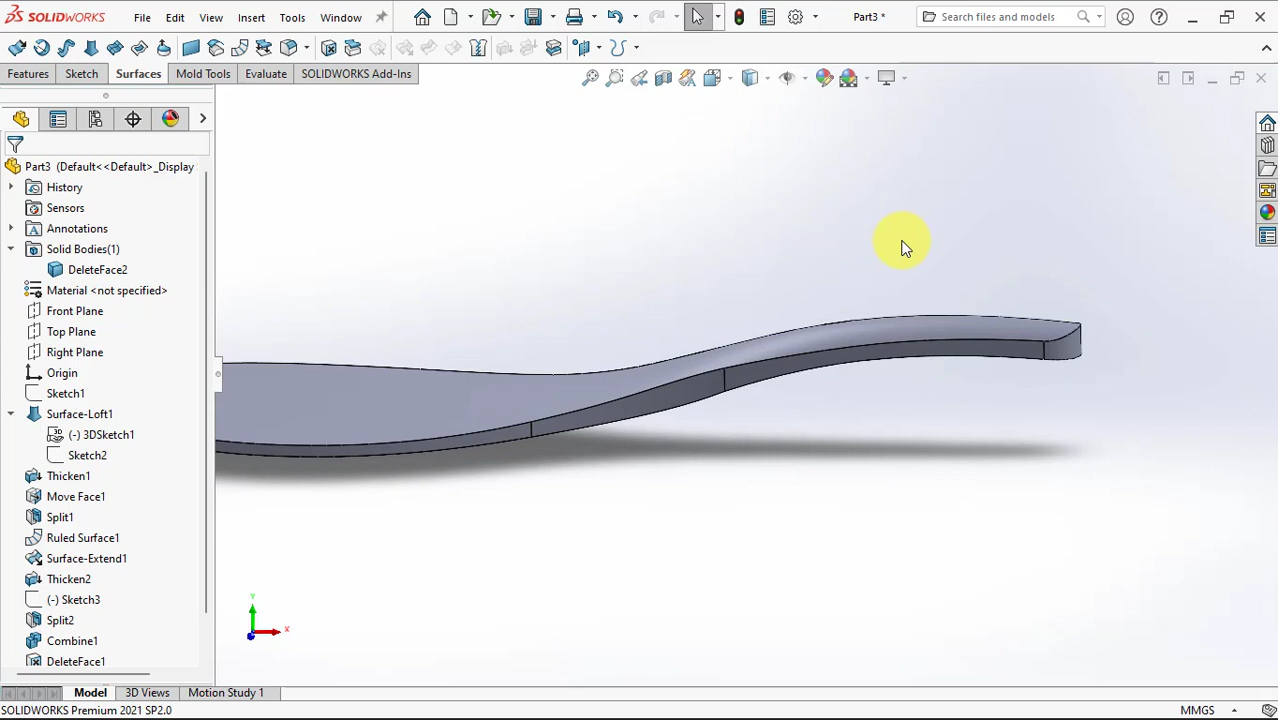 SOLIDWORKS File Edit View Insert Tools Window Part3 * Search files and models
Features Sketch Surfaces Mold Tools Evaluate SOLIDWORKS Add-Ins
Part3 (Default<<Default>_Display
History
Sensors
Annotations
Solid Bodies(1)
DeleteFace2
Material <not specified>
Front Plane
Top Plane
Right Plane
Origin
Sketch1
Surface-Loft1
(-) 3DSketch1
Sketch2
Thicken1
Move Face1
Split1
Ruled Surface1
Surface-Extend1
Thicken2
(-) Sketch3
Split2
Combine1
DeleteFace1
Y
X
Model 3D Views Motion Study 1
SOLIDWORKS Premium 2021 SP2.0 MMGS